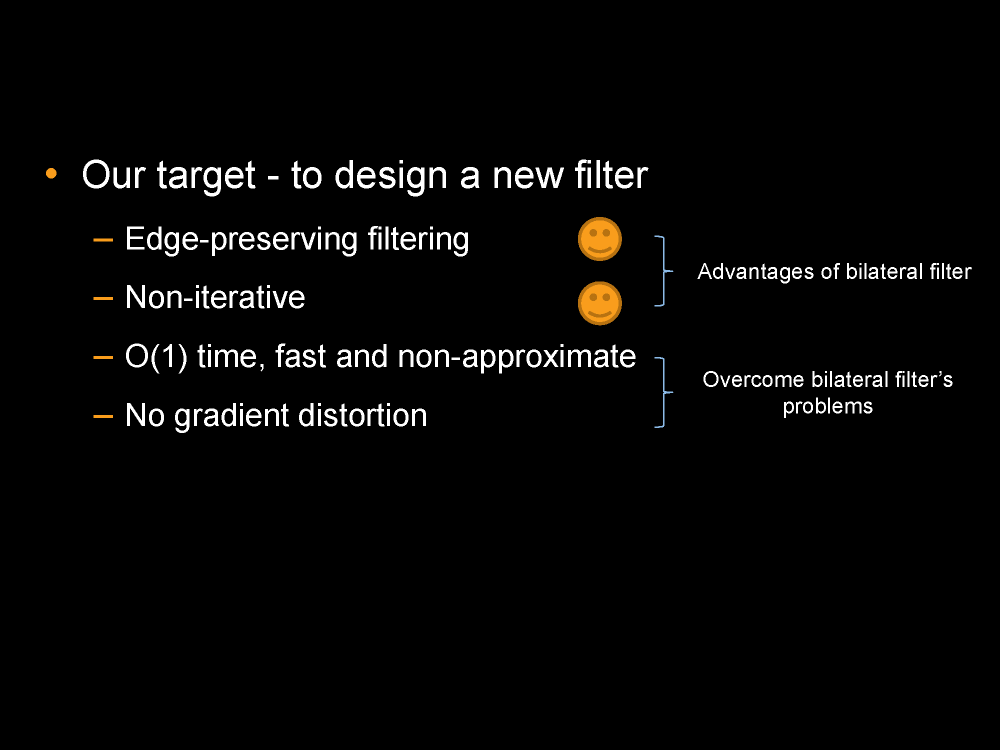 • Our target - to design a new filter
– Edge-preserving filtering
– Non-iterative
Advantages of bilateral filter
– O(1) time, fast and non-approximate
– No gradient distortion
Overcome bilateral filter’s
problems